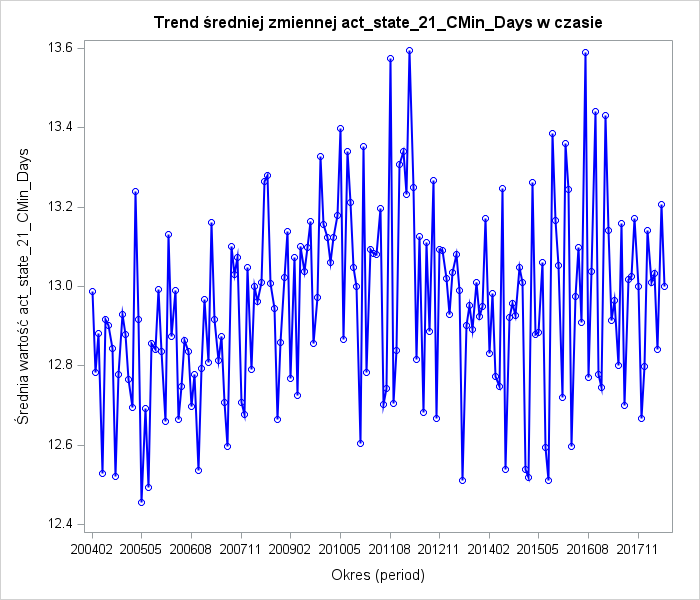 Trend średniej zmiennej act_state_21_CMin_Days w czasie
Średnia wartość act_state_21_CMin_Days
13.6
13.4
13.2
13.0
12.8
12.6
12.4
200402 200505 200608 200711 200902 201005 201108 201211 201402 201505 201608 201711
Okres (period)